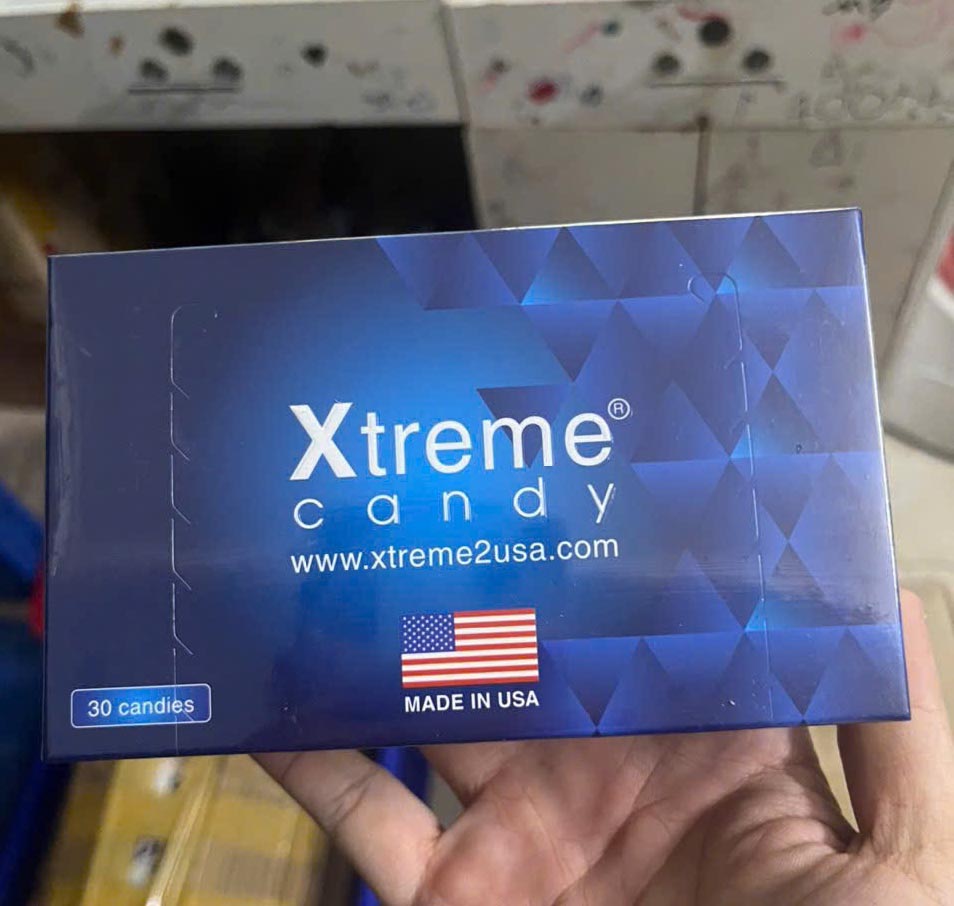 Xtreme®
candy
www.xtreme2usa.com
MADE IN USA
30 candies